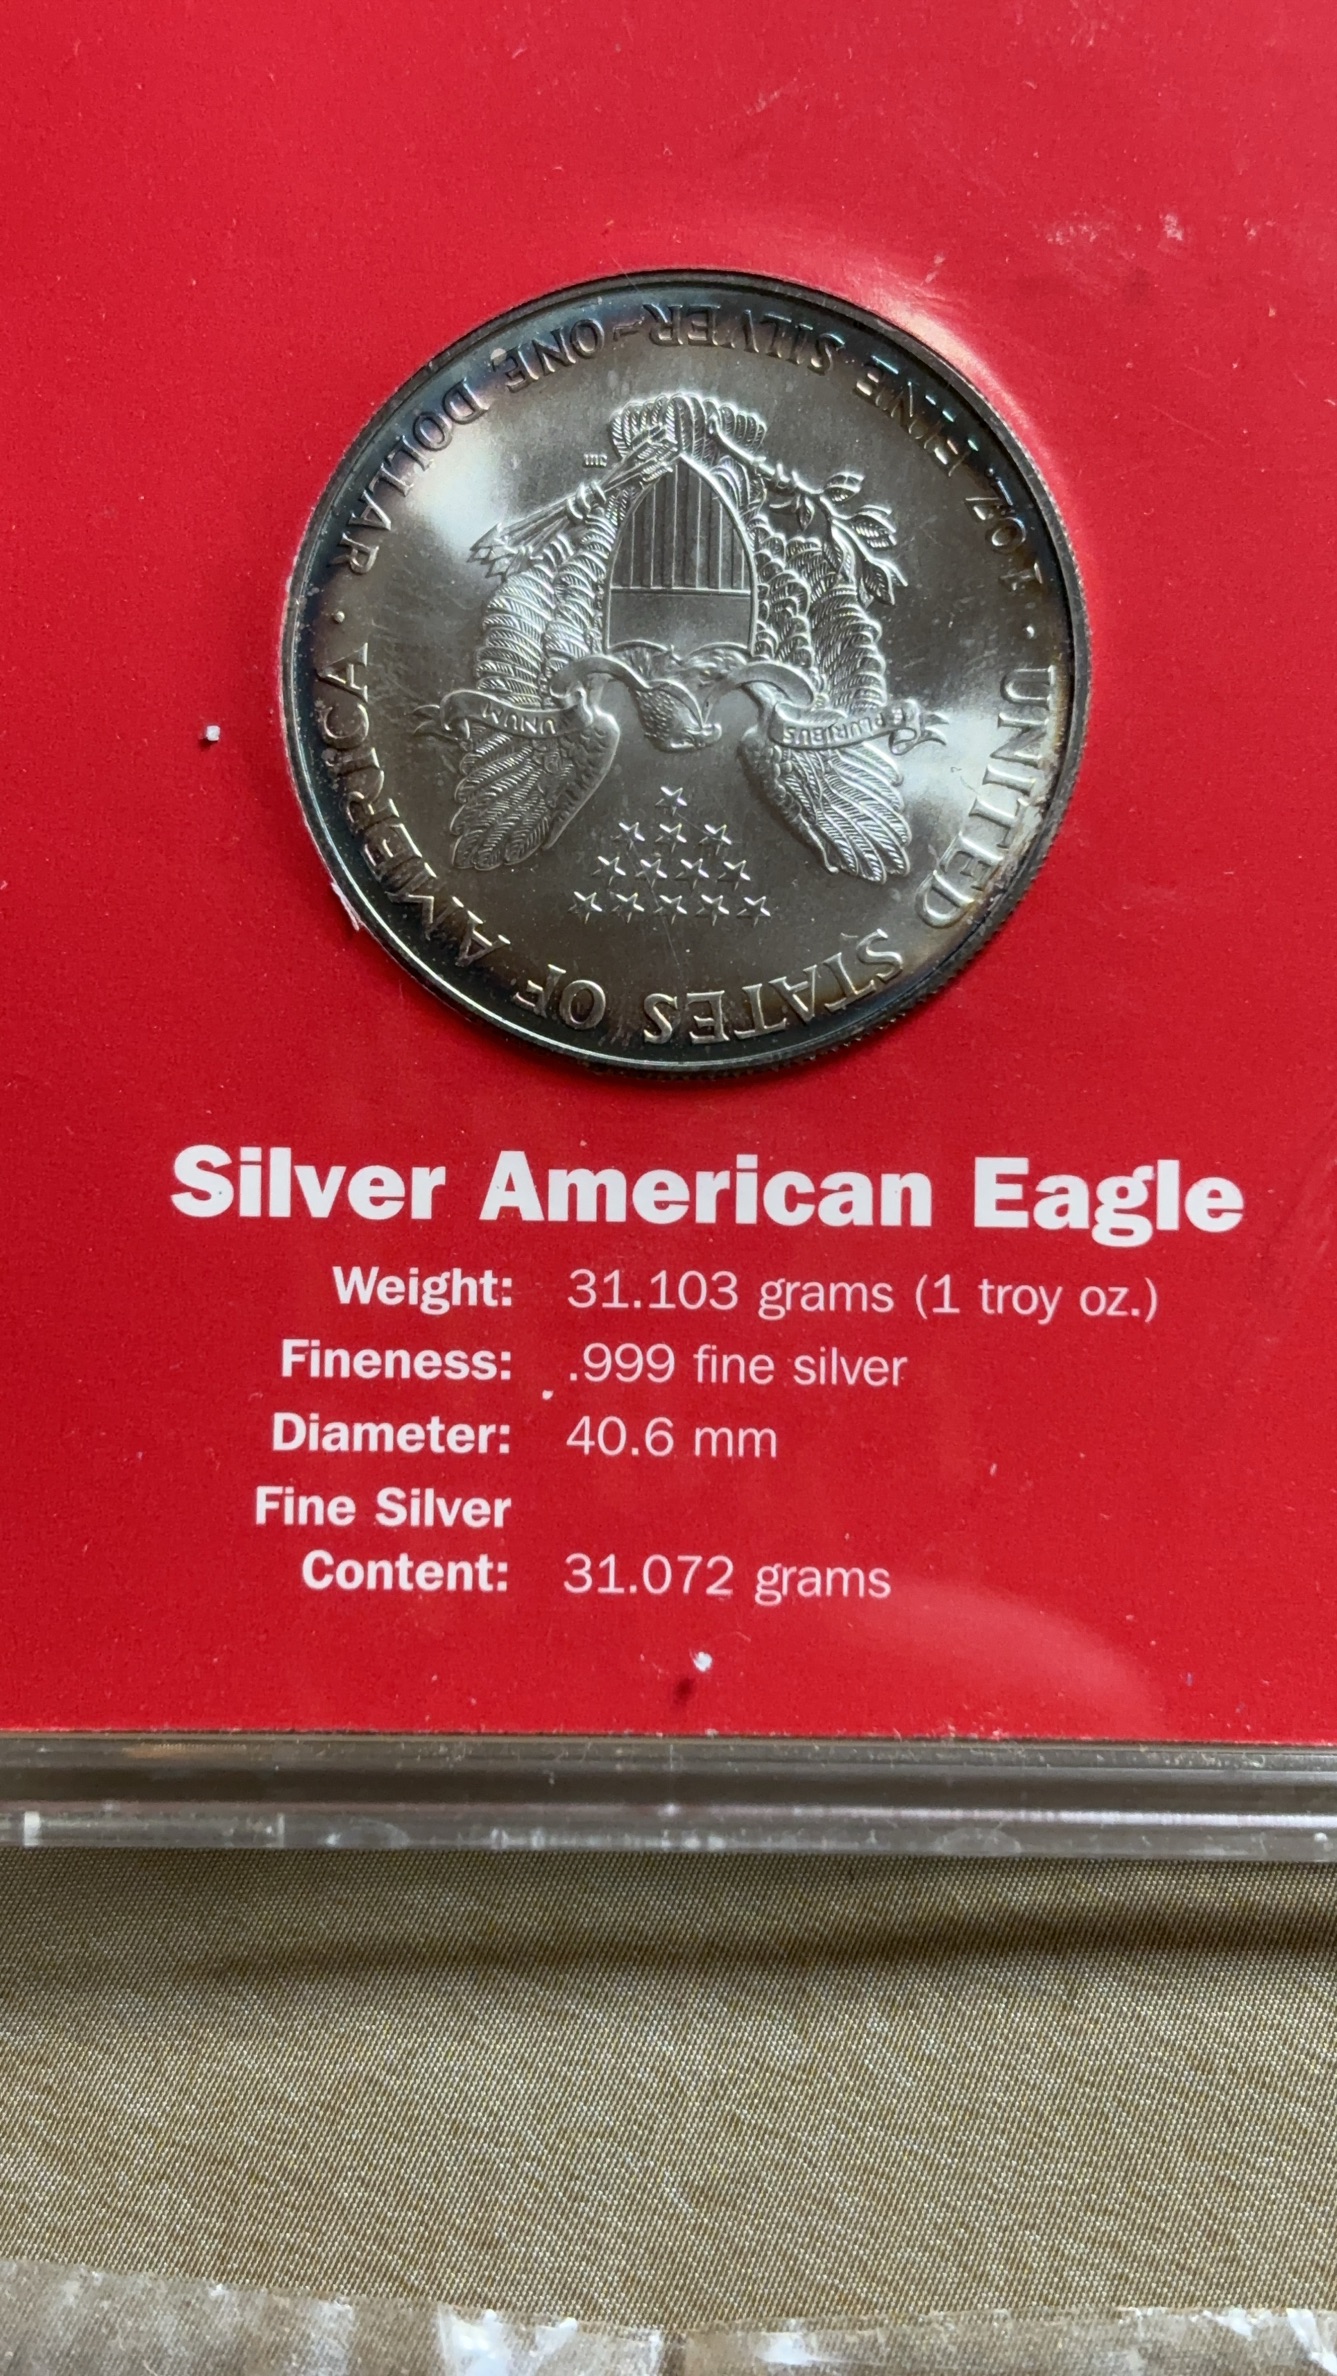 UNITED STATES OF AMERICA · 1 OZ. FINE SILVER~ONE DOLLAR ·
E PLURIBUS
UNUM
Silver American Eagle
Weight: 31.103 grams (1 troy oz.)
Fineness: .999 fine silver
Diameter: 40.6 mm
Fine Silver
Content: 31.072 grams